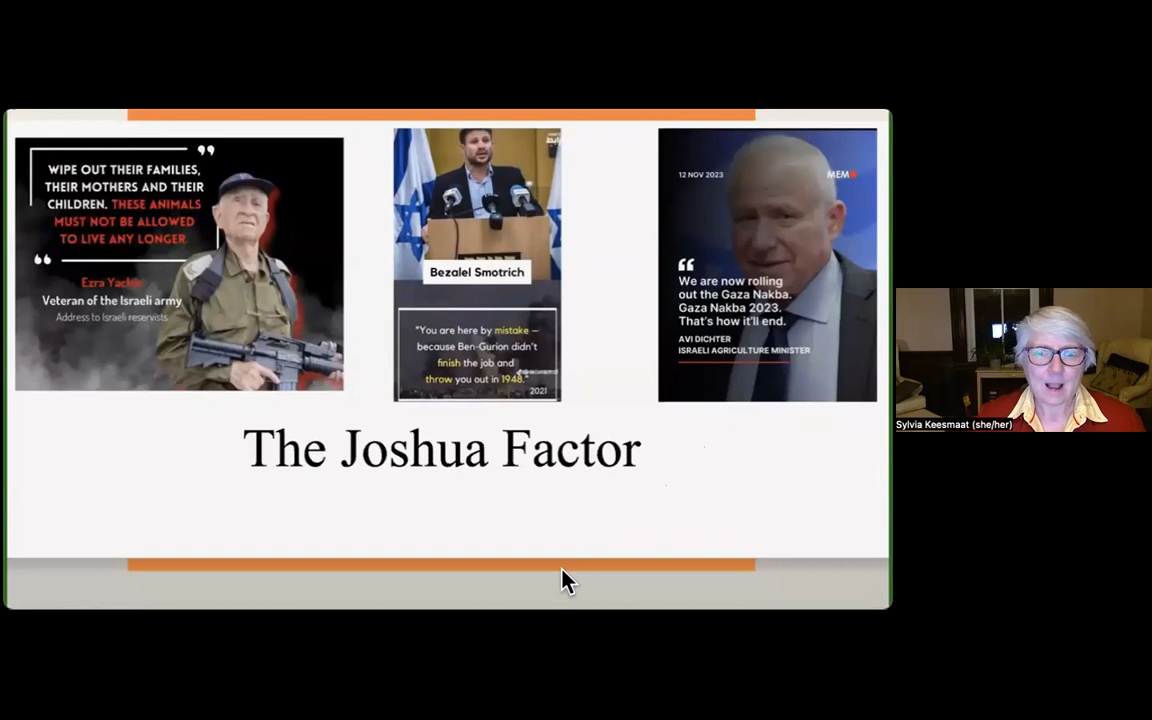 ”
WIPE OUT THEIR FAMILIES,
THEIR MOTHERS AND THEIR
CHILDREN. THESE ANIMALS
MUST NOT BE ALLOWED
TO LIVE ANY LONGER
“
Ezra Yachin
Veteran of the Israeli army
Address to Israeli reservists
Bezalel Smotrich
"You are here by mistake –
because Ben-Gurion didn't
finish the job and
throw you out in 1948."
2021
12 NOV 2023
MEMO
“
We are now rolling
out the Gaza Nakba.
Gaza Nakba 2023.
That's how it'll end.
AVI DICHTER
ISRAELI AGRICULTURE MINISTER
The Joshua Factor
Sylvia Keesmaat (she/her)